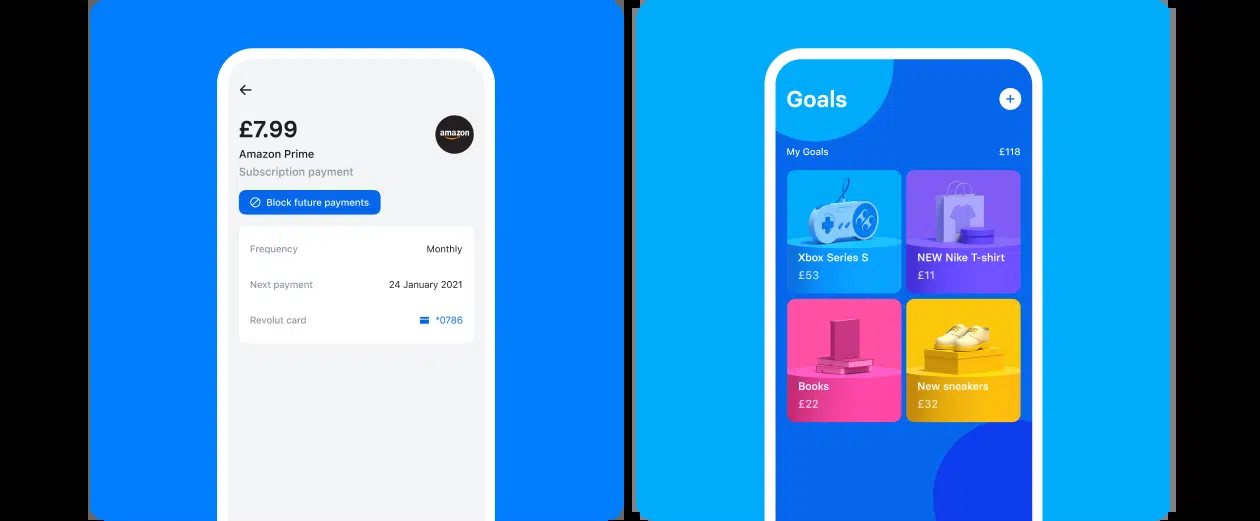 £7.99
amazon
Amazon Prime
Subscription payment
Block future payments
Frequency Monthly
Next payment 24 January 2021
Revolut card *0786
Goals
My Goals £118
Xbox Series S
£53
NEW Nike T-shirt
£11
Books
£22
New sneakers
£32